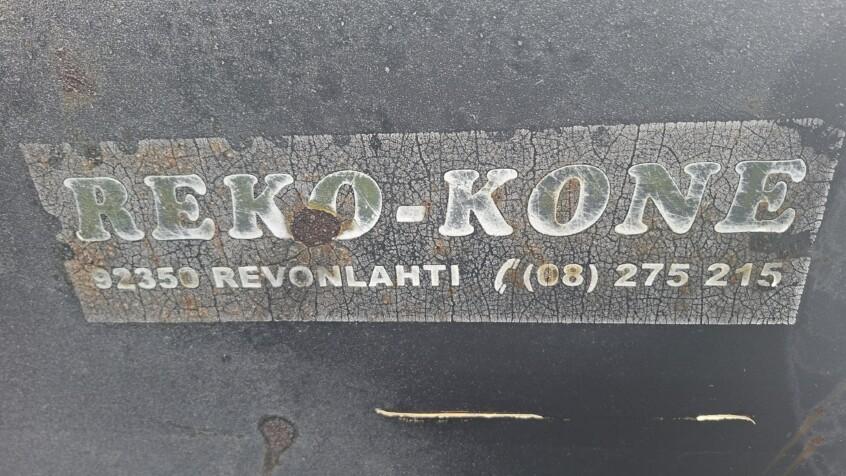 REKO-KONE
92350 REVONLAHTI (08) 275 215